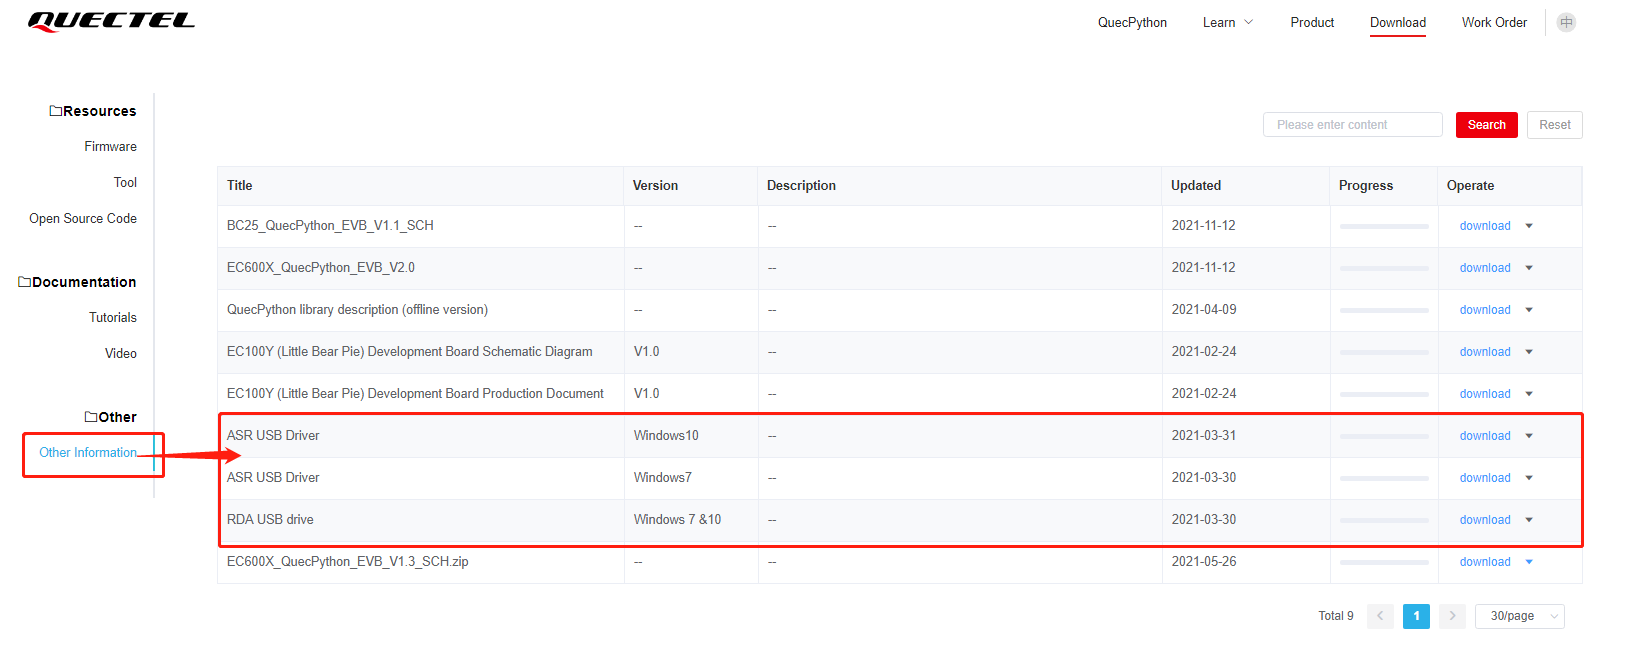 QUECTEL
QuecPython Learn Product Download Work Order 中
Resources
Firmware
Tool
Open Source Code
Documentation
Tutorials
Video
Other
Other Information
Please enter content Search Reset
Title Version Description Updated Progress Operate
BC25_QuecPython_EVB_V1.1_SCH -- -- 2021-11-12 download
EC600X_QuecPython_EVB_V2.0 -- -- 2021-11-12 download
QuecPython library description (offline version) -- -- 2021-04-09 download
EC100Y (Little Bear Pie) Development Board Schematic Diagram V1.0 -- 2021-02-24 download
EC100Y (Little Bear Pie) Development Board Production Document V1.0 -- 2021-02-24 download
ASR USB Driver Windows10 -- 2021-03-31 download
ASR USB Driver Windows7 -- 2021-03-30 download
RDA USB drive Windows 7 &10 -- 2021-03-30 download
EC600X_QuecPython_EVB_V1.3_SCH.zip -- -- 2021-05-26 download
Total 9 < 1 > 30/page